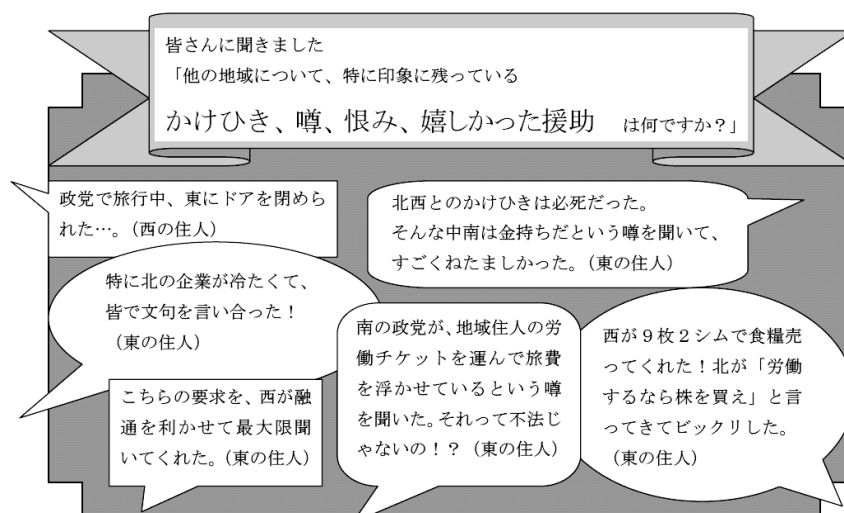 皆さんに聞きました
「他の地域について、特に印象に残っている
かけひき、噂、恨み、嬉しかった援助 は何ですか？」
政党で旅行中、東にドアを閉めら
れた…。（西の住人）
北西とのかけひきは必死だった。
そんな中南は金持ちだという噂を聞いて、
すごくねたましかった。（東の住人）
特に北の企業が冷たくて、
皆で文句を言い合った！
（東の住人）
南の政党が、地域住人の労
働チケットを運んで旅費
を浮かせているという噂
を聞いた。それって不法じ
ゃないの！？（東の住人）
西が９枚２シムで食糧売
ってくれた！北が「労働
するなら株を買え」と言
ってきてビックリした。
（東の住人）
こちらの要求を、西が融
通を利かせて最大限聞
いてくれた。（東の住人）